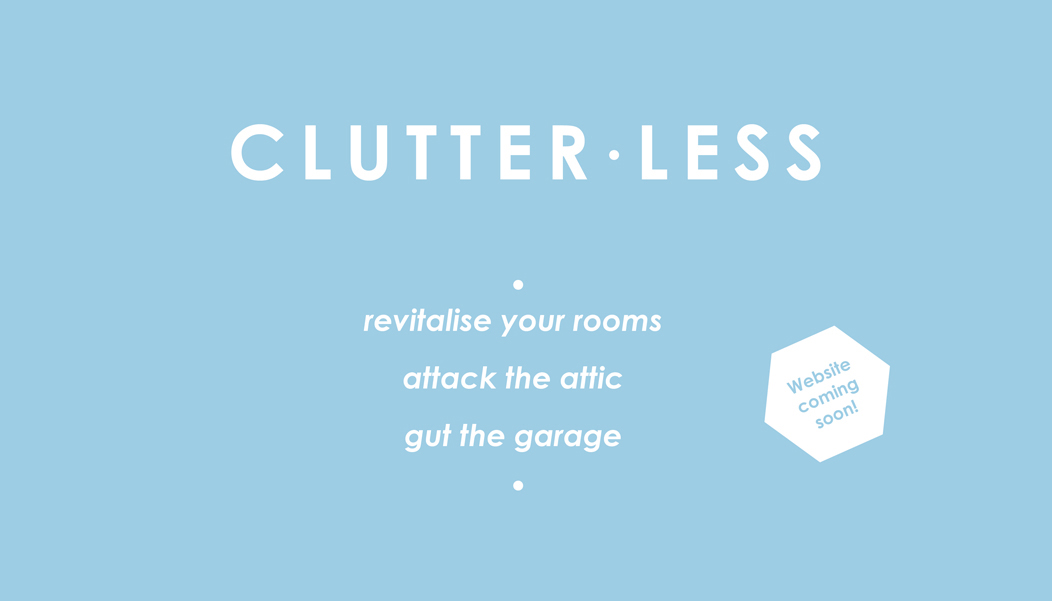 CLUTTER·LESS
revitalise your rooms
attack the attic
gut the garage
Website
coming
soon!